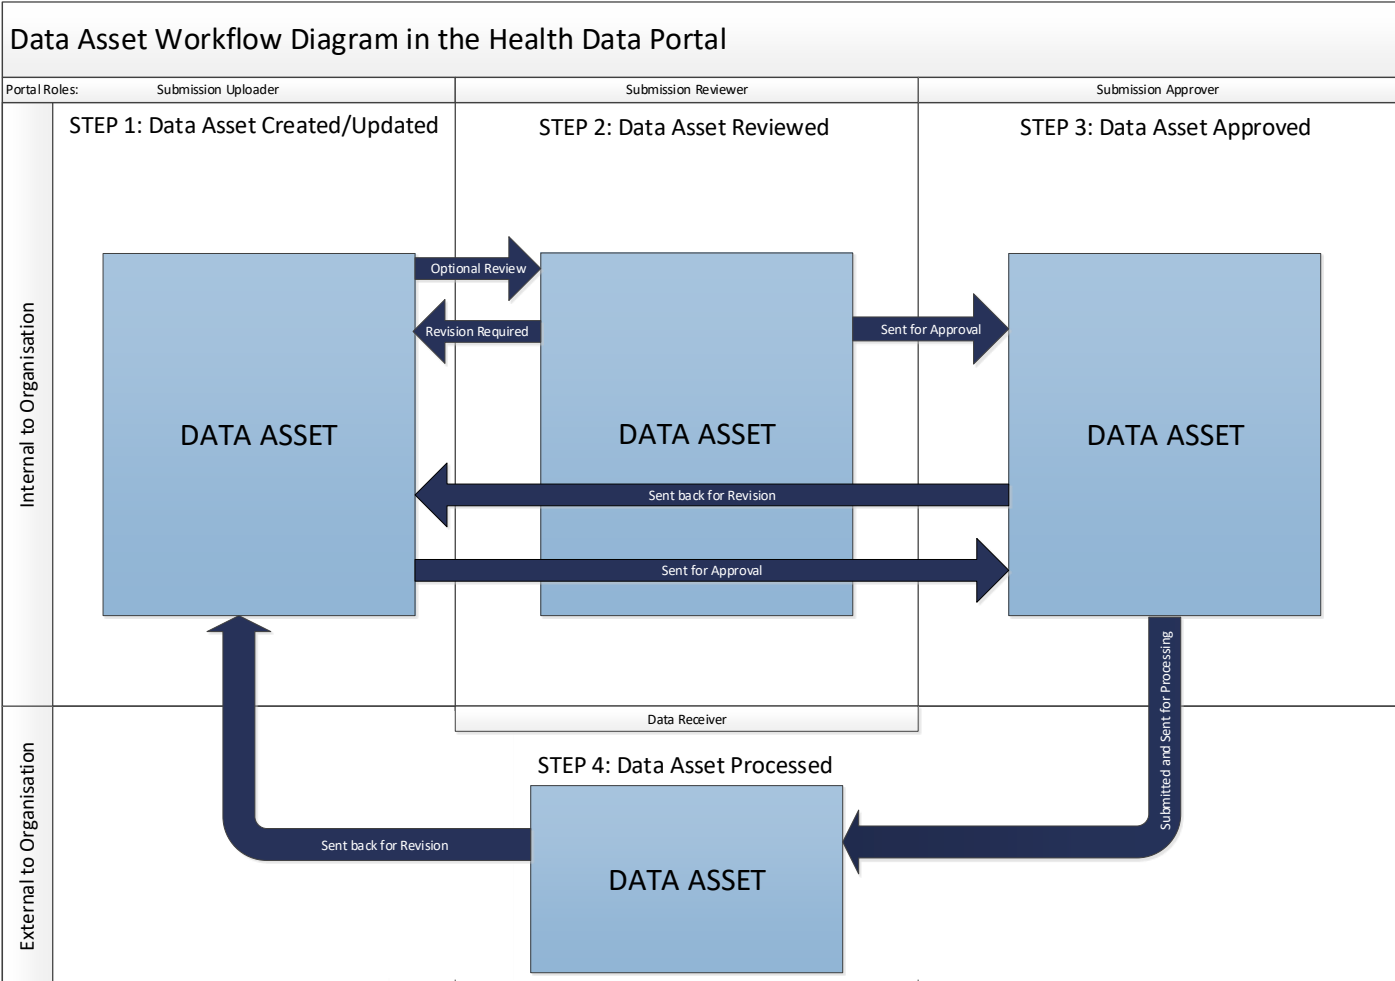 Data Asset Workflow Diagram in the Health Data Portal
Portal Roles:
Submission Uploader
Submission Reviewer
Submission Approver
STEP 1: Data Asset Created/Updated
STEP 2: Data Asset Reviewed
STEP 3: Data Asset Approved
Internal to Organisation
Optional Review
Revision Required
Sent for Approval
DATA ASSET
DATA ASSET
DATA ASSET
Sent back for Revision
Sent for Approval
Submitted and Sent for Processing
Data Receiver
External to Organisation
STEP 4: Data Asset Processed
Sent back for Revision
DATA ASSET